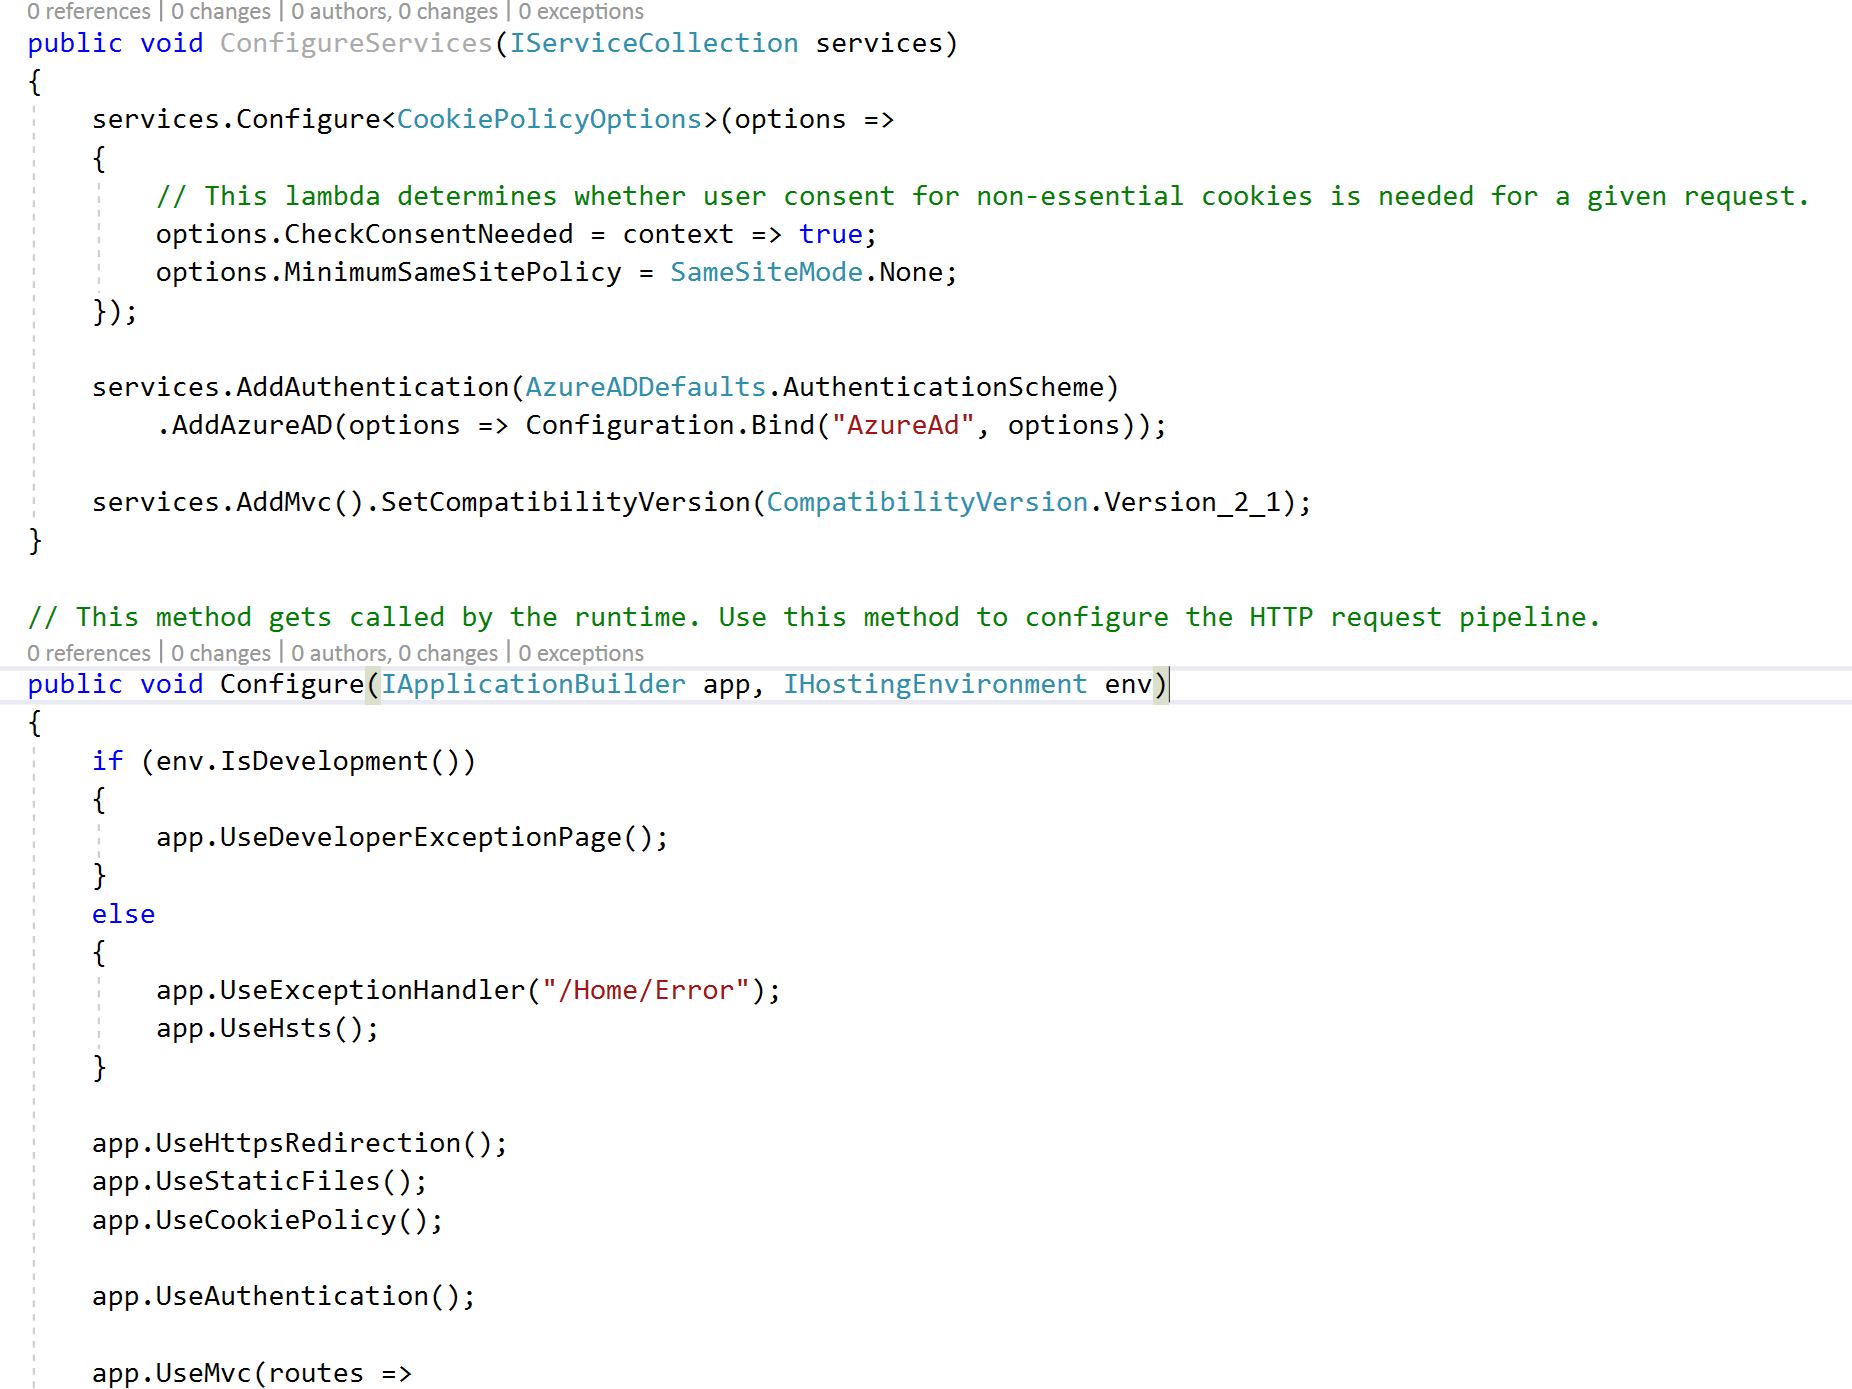 0 references | 0 changes | 0 authors, 0 changes | 0 exceptions
public void ConfigureServices(IServiceCollection services)
{
    services.Configure<CookiePolicyOptions>(options =>
    {
        // This lambda determines whether user consent for non-essential cookies is needed for a given request.
        options.CheckConsentNeeded = context => true;
        options.MinimumSameSitePolicy = SameSiteMode.None;
    });

    services.AddAuthentication(AzureADDefaults.AuthenticationScheme)
        .AddAzureAD(options => Configuration.Bind("AzureAd", options));

    services.AddMvc().SetCompatibilityVersion(CompatibilityVersion.Version_2_1);
}

// This method gets called by the runtime. Use this method to configure the HTTP request pipeline.
0 references | 0 changes | 0 authors, 0 changes | 0 exceptions
public void Configure(IApplicationBuilder app, IHostingEnvironment env)
{
    if (env.IsDevelopment())
    {
        app.UseDeveloperExceptionPage();
    }
    else
    {
        app.UseExceptionHandler("/Home/Error");
        app.UseHsts();
    }

    app.UseHttpsRedirection();
    app.UseStaticFiles();
    app.UseCookiePolicy();

    app.UseAuthentication();

    app.UseMvc(routes =>